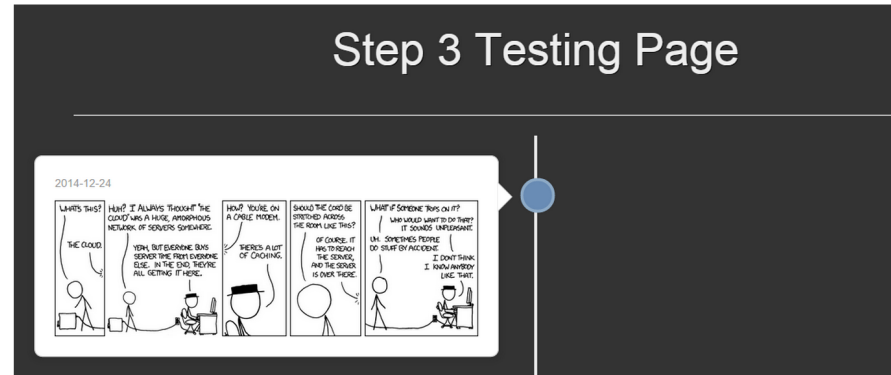 Step 3 Testing Page
2014-12-24
WHAT'S THIS?
THE CLOUD.
HUH? I ALWAYS THOUGHT "THE
CLOUD" WAS A HUGE, AMORPHOUS
NETWORK OF SERVERS SOMEWHERE.
YEAH, BUT EVERYONE BUYS
SERVER TIME FROM EVERYONE
ELSE. IN THE END, THEY'RE
ALL GETTING IT HERE.
HOW? YOU'RE ON
A CABLE MODEM.
THERE'S A LOT
OF CACHING.
SHOULD THE CORD BE
STRETCHED ACROSS
THE ROOM LIKE THIS?
OF COURSE. IT
HAS TO REACH
THE SERVER,
AND THE SERVER
IS OVER THERE.
WHAT IF SOMEONE TRIPS ON IT?
WHO WOULD WANT TO DO THAT?
IT SOUNDS UNPLEASANT.
UH. SOMETIMES PEOPLE
DO STUFF BY ACCIDENT.
I DON'T THINK
I KNOW ANYBODY
LIKE THAT.